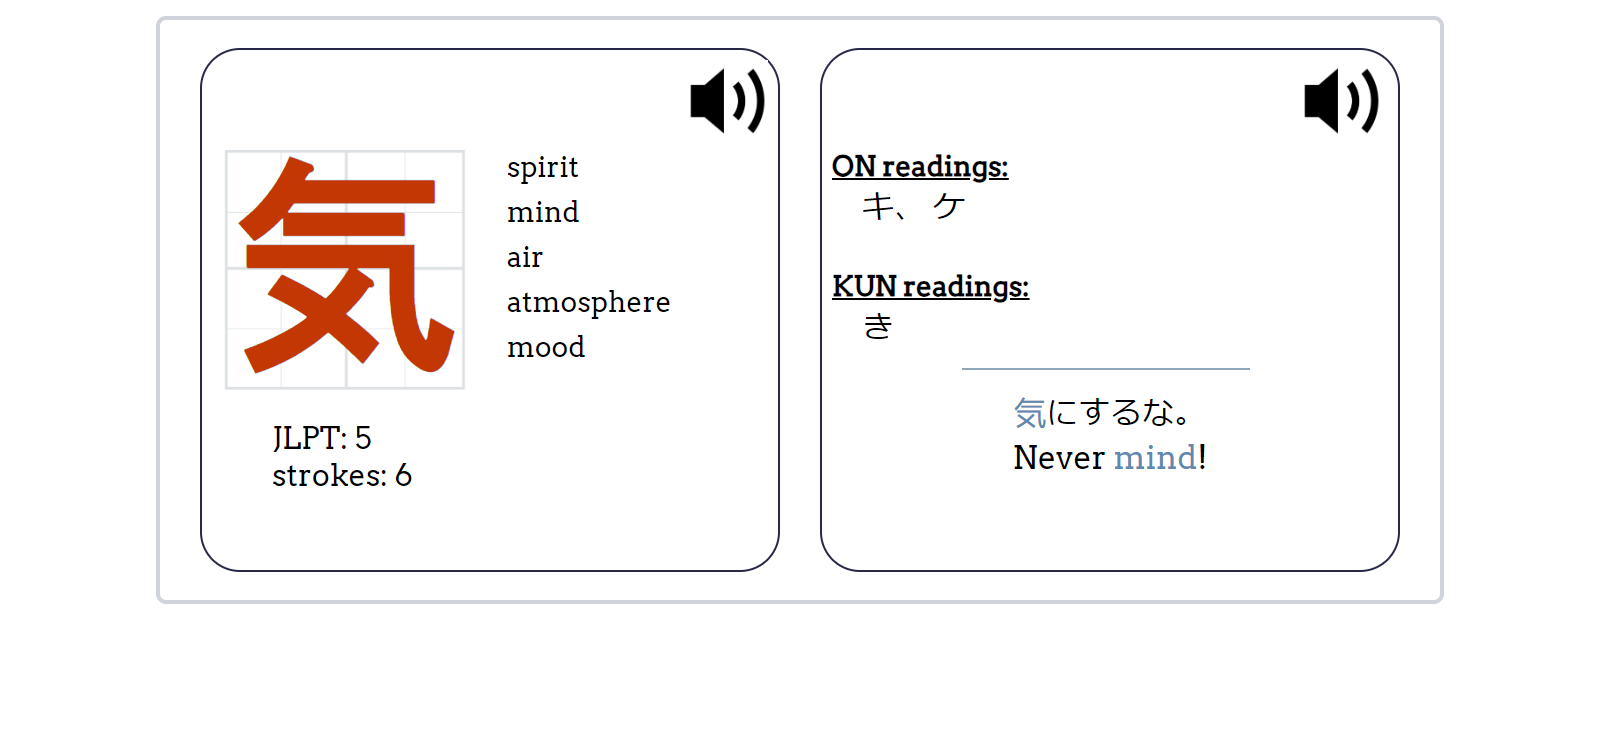 気
spirit
mind
air
atmosphere
mood
JLPT: 5
strokes: 6
ON readings:
キ、 ケ
KUN readings:
き
気にするな。
Never mind!